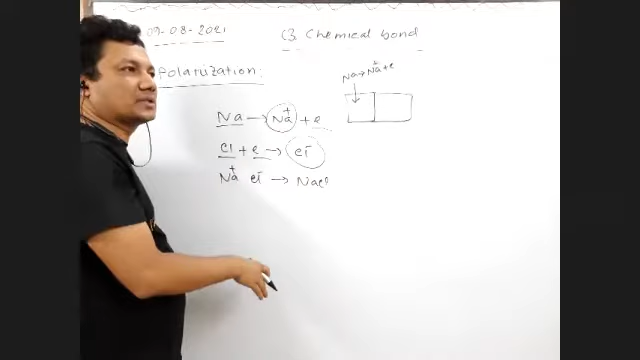 09-08-2021
C3. Chemical bond
Polarization:
Na → Na+ + e
Na → Na+ + e
Cl + e → Cl-
Na+ Cl- → NaCl